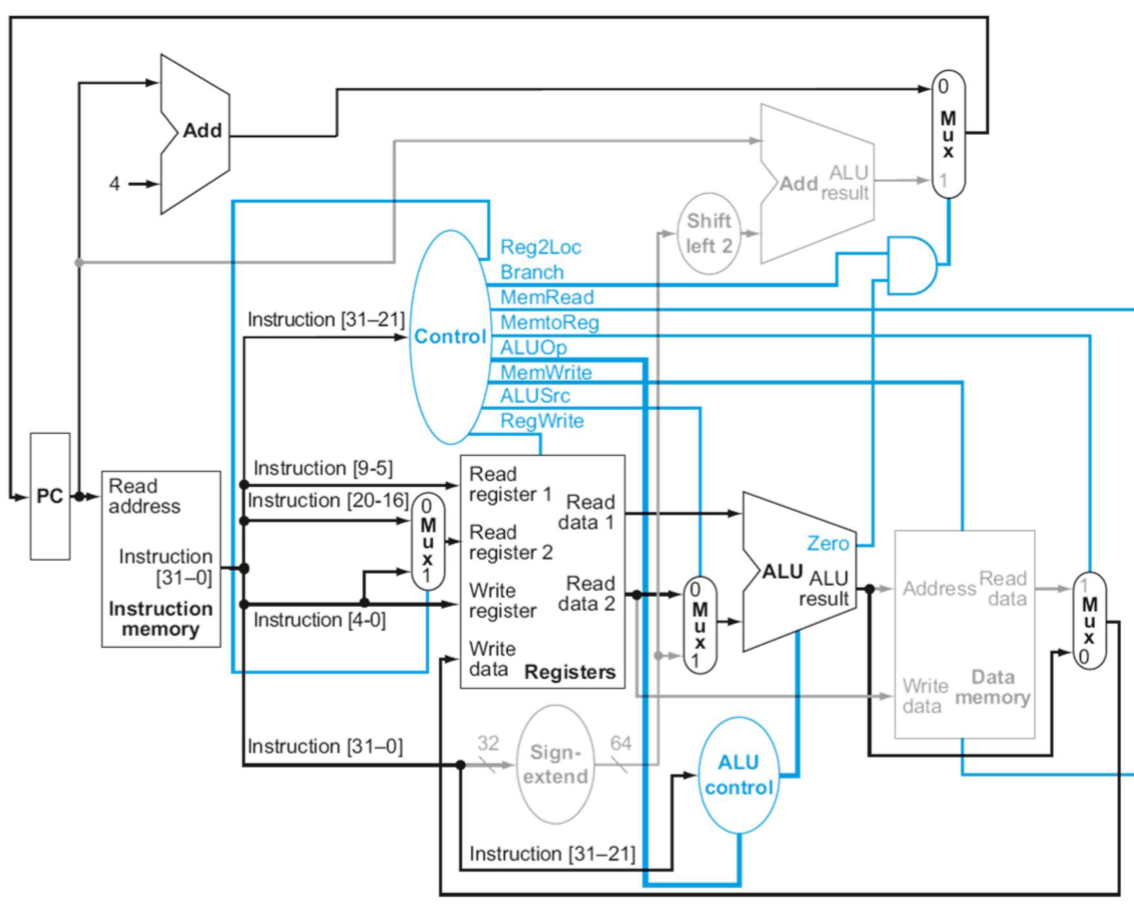 Add
4
0
Mux
1
Add
ALU
result
Shift
left 2
Reg2Loc
Branch
MemRead
MemtoReg
ALUOp
MemWrite
ALUSrc
RegWrite
Control
Instruction [31–21]
PC
Read
address
Instruction
[31–0]
Instruction
memory
Instruction [9-5]
Instruction [20-16]
Instruction [4-0]
0
Mux
1
Read
register 1
Read
register 2
Write
register
Write
data
Read
data 1
Read
data 2
Registers
0
Mux
1
Zero
ALU
ALU
result
Address
Read
data
Write
data
Data
memory
1
Mux
0
Instruction [31–0]
32
Sign-
extend
64
ALU
control
Instruction [31–21]